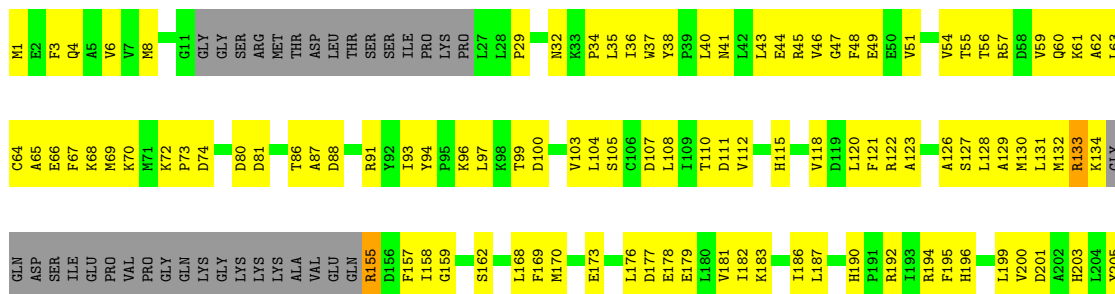 M1 E2 F3 Q4 A5 V6 V7 M8 G11 GLY GLY SER ARG MET THR ASP LEU THR SER SER ILE PRO LYS PRO L27 L28 P29 N32 K33 P34 L35 I36 W37 Y38 P39 L40 N41 L42 L43 E44 R45 V46 G47 F48 E49 E50 V51 V54 T55 T56 R57 D58 V59 Q60 K61 A62 L63
C64 A65 E66 F67 K68 M69 K70 M71 K72 P73 D74 D80 D81 T86 A87 D88 R91 Y92 I93 Y94 P95 K96 L97 K98 T99 D100 V103 L104 S105 C106 D107 L108 I109 T110 D111 V112 H115 V118 D119 L120 F121 R122 A123 A126 S127 L128 A129 M130 L131 M132 R133 K134 GLY
GLN ASP SER ILE GLU PRO VAL PRO GLY GLN LYS GLY LYS LYS LYS ALA VAL GLU GLN R155 D156 F157 I158 G159 S162 L168 F169 M170 E173 L176 D177 E178 E179 L180 V181 I182 K183 I186 L187 H190 P191 R192 I193 R194 F195 H196 L199 V200 D201 A202 H203 L204